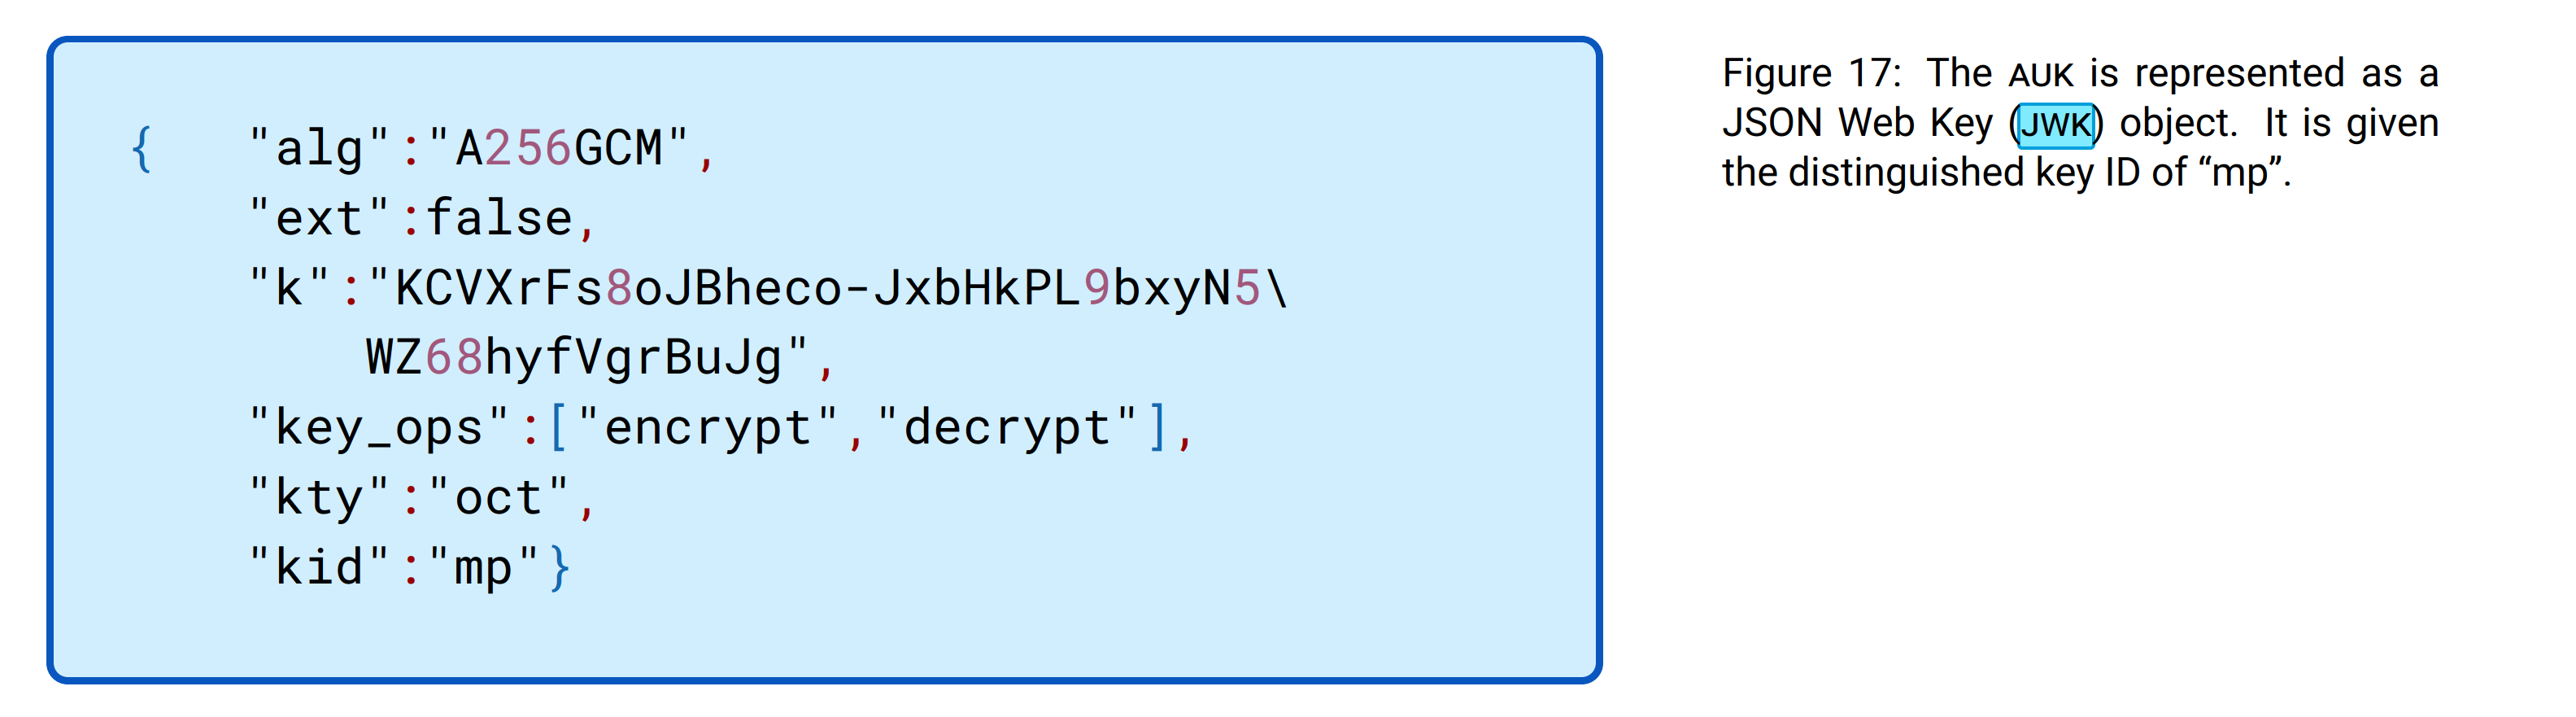 {   "alg":"A256GCM",
"ext":false,
"k":"KCVXrFs8oJBheco-JxbHkPL9bxyN5\
WZ68hyfVgrBuJg",
"key_ops":["encrypt","decrypt"],
"kty":"oct",
"kid":"mp"}
Figure 17: The AUK is represented as a
JSON Web Key (JWK) object. It is given
the distinguished key ID of “mp”.